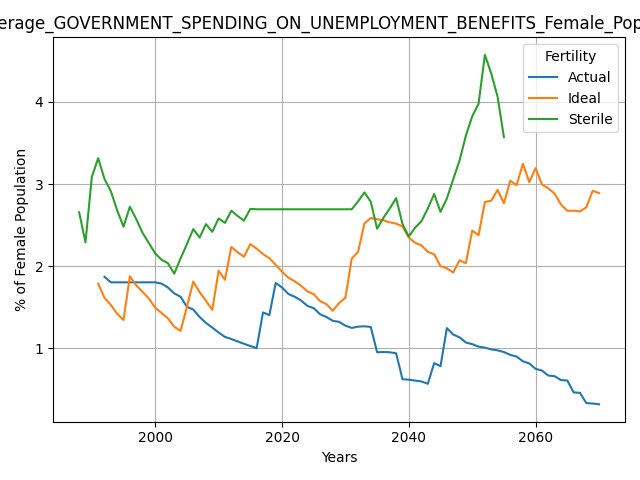 erage_GOVERNMENT_SPENDING_ON_UNEMPLOYMENT_BENEFITS_Female_Pop
Fertility
Actual
Ideal
Sterile
% of Female Population
4
3
2
1
2000
2020
2040
2060
Years